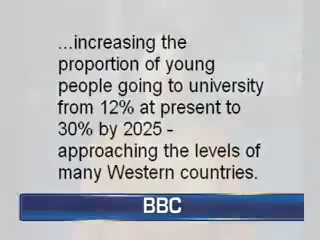 ...increasing the
proportion of young
people going to university
from 12% at present to
30% by 2025 -
approaching the levels of
many Western countries.
BBC